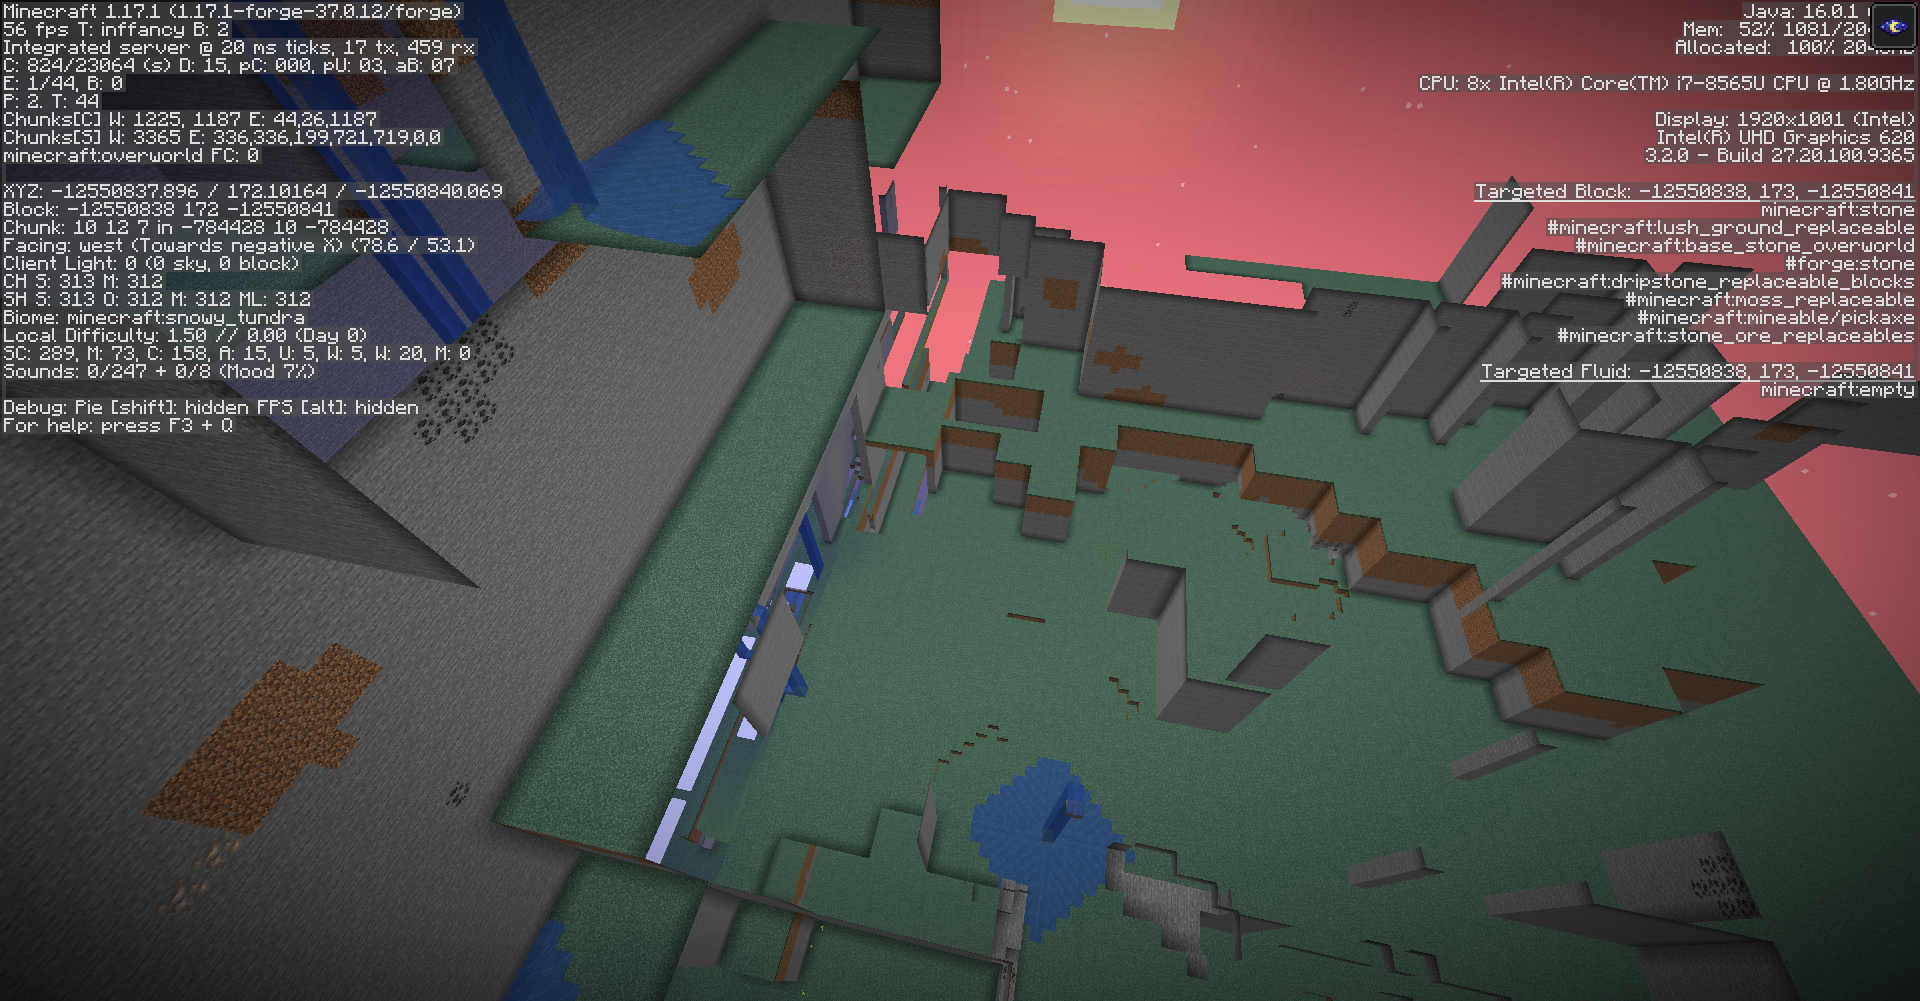 Minecraft 1.17.1 (1.17.1-forge-37.0.12/forge)
56 fps T: inffancy B: 2
Integrated server @ 20 ms ticks, 17 tx, 459 rx
C: 824/23064 (s) D: 15, pC: 000, pU: 03, aB: 07
E: 1/44, B: 0
P: 2. T: 44
Chunks[C] W: 1225, 1187 E: 44,26,1187
Chunks[S] W: 3365 E: 336,336,199,721,719,0,0
minecraft:overworld FC: 0
XYZ: -12550837.896 / 172.10164 / -12550840.069
Block: -12550838 172 -12550841
Chunk: 10 12 7 in -784428 10 -784428
Facing: west (Towards negative X) (78.6 / 53.1)
Client Light: 0 (0 sky, 0 block)
CH S: 313 M: 312
SH S: 313 O: 312 M: 312 ML: 312
Biome: minecraft:snowy_tundra
Local Difficulty: 1.50 // 0.00 (Day 0)
SC: 289, M: 73, C: 158, A: 15, U: 5, W: 5, W: 20, M: 0
Sounds: 0/247 + 0/8 (Mood 7%)
Debug: Pie [shift]: hidden FPS [alt]: hidden
For help: press F3 + Q
Java: 16.0.1
Mem: 52% 1081/20
Allocated: 100% 20
CPU: 8x Intel(R) Core(TM) i7-8565U CPU @ 1.80GHz
Display: 1920x1001 (Intel)
Intel(R) UHD Graphics 620
3.2.0 - Build 27.20.100.9365
Targeted Block: -12550838, 173, -12550841
minecraft:stone
#minecraft:lush_ground_replaceable
#minecraft:base_stone_overworld
#forge:stone
#minecraft:dripstone_replaceable_blocks
#minecraft:moss_replaceable
#minecraft:mineable/pickaxe
#minecraft:stone_ore_replaceables
Targeted Fluid: -12550838, 173, -12550841
minecraft:empty